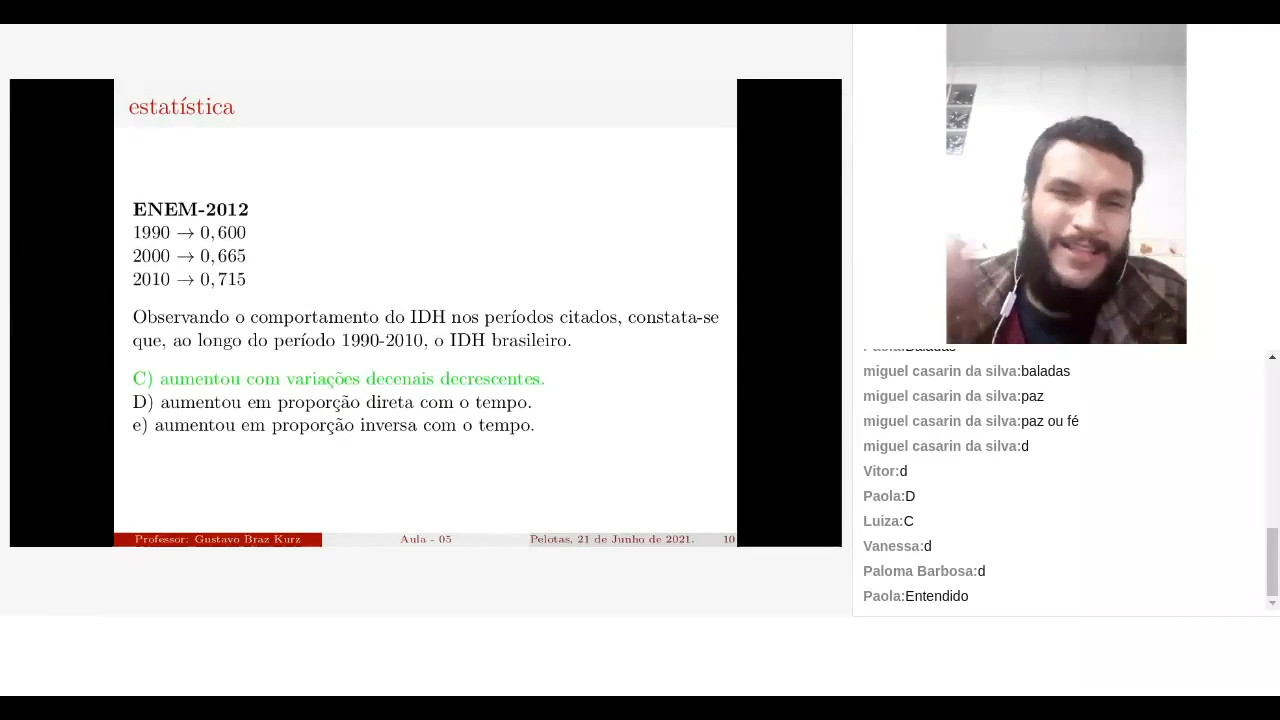 estatística
ENEM-2012
1990 → 0, 600
2000 → 0, 665
2010 → 0, 715
Observando o comportamento do IDH nos períodos citados, constata-se
que, ao longo do período 1990-2010, o IDH brasileiro.
C) aumentou com variações decenais decrescentes.
D) aumentou em proporção direta com o tempo.
e) aumentou em proporção inversa com o tempo.
Professor: Gustavo Braz Kurz
Aula - 05
Pelotas, 21 de Junho de 2021.
10
Paola:Baladas
miguel casarin da silva:baladas
miguel casarin da silva:paz
miguel casarin da silva:paz ou fé
miguel casarin da silva:d
Vitor:d
Paola:D
Luiza:C
Vanessa:d
Paloma Barbosa:d
Paola:Entendido